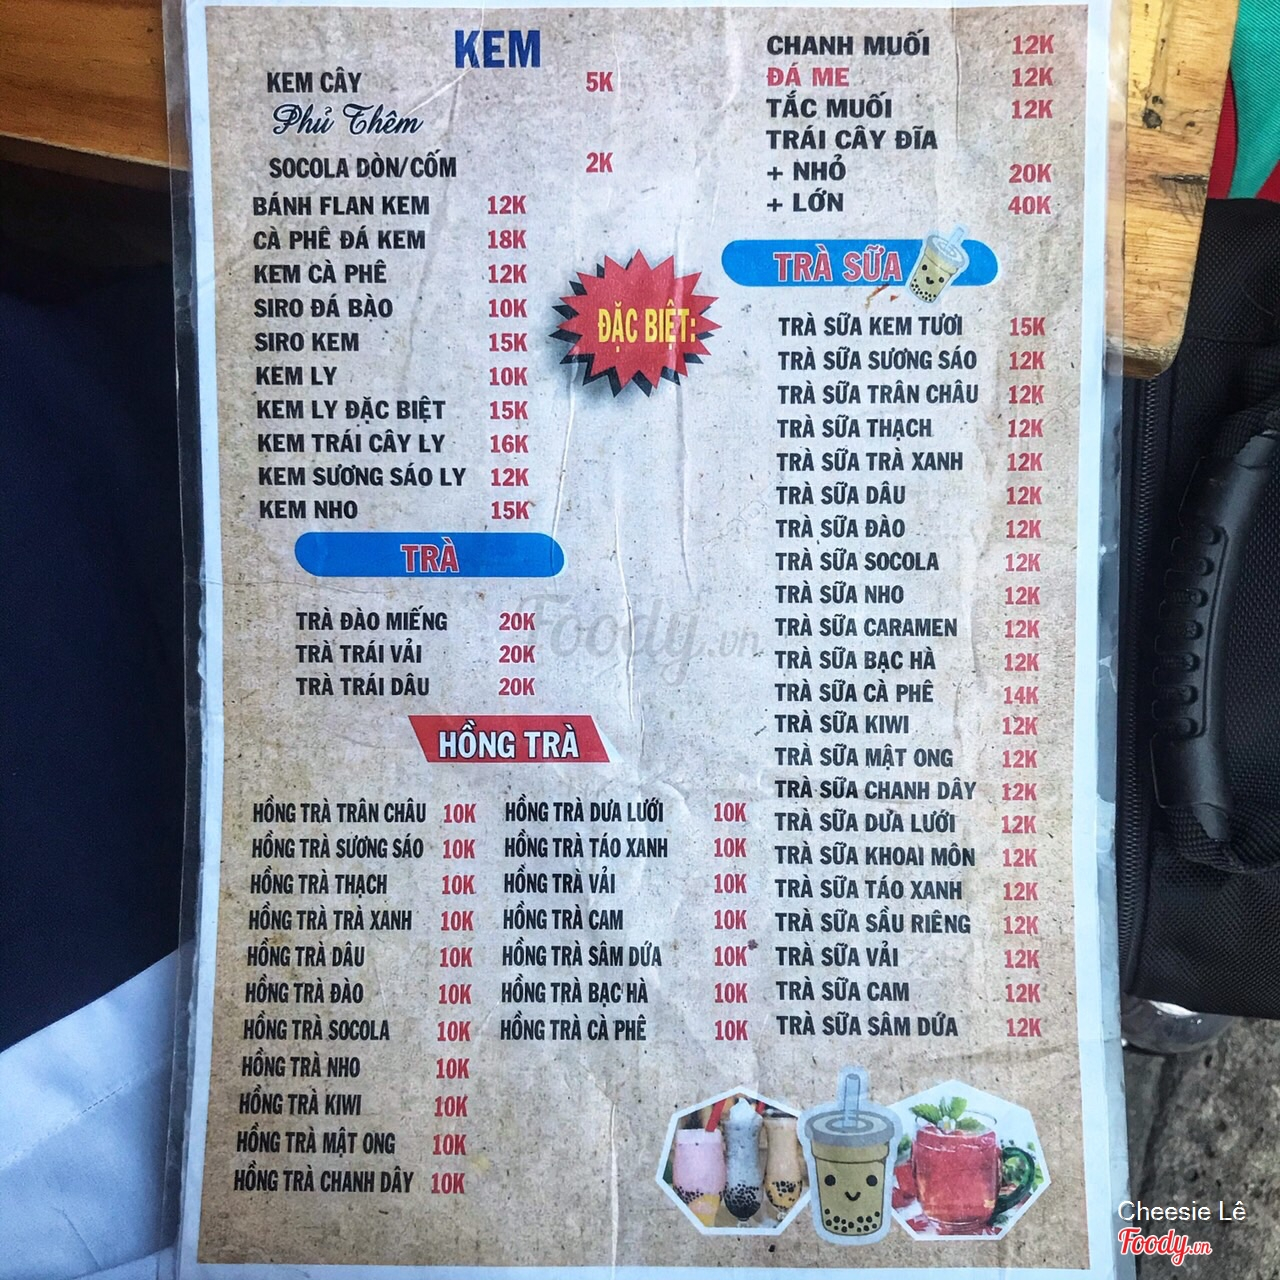 KEM
KEM CÂY 5K
Phủ Thêm
SOCOLA DÒN/CỐM 2K
BÁNH FLAN KEM 12K
CÀ PHÊ ĐÁ KEM 18K
KEM CÀ PHÊ 12K
SIRO ĐÁ BÀO 10K
SIRO KEM 15K
KEM LY 10K
KEM LY ĐẶC BIỆT 15K
KEM TRÁI CÂY LY 16K
KEM SƯƠNG SÁO LY 12K
KEM NHO 15K
TRÀ
TRÀ ĐÀO MIẾNG 20K
TRÀ TRÁI VẢI 20K
TRÀ TRÁI DÂU 20K
ĐẶC BIỆT:
CHANH MUỐI 12K
ĐÁ ME 12K
TẮC MUỐI 12K
TRÁI CÂY ĐĨA
+ NHỎ 20K
+ LỚN 40K
TRÀ SỮA
TRÀ SỮA KEM TƯƠI 15K
TRÀ SỮA SƯƠNG SÁO 12K
TRÀ SỮA TRÂN CHÂU 12K
TRÀ SỮA THẠCH 12K
TRÀ SỮA TRÀ XANH 12K
TRÀ SỮA DÂU 12K
TRÀ SỮA ĐÀO 12K
TRÀ SỮA SOCOLA 12K
TRÀ SỮA NHO 12K
TRÀ SỮA CARAMEN 12K
TRÀ SỮA BẠC HÀ 12K
TRÀ SỮA CÀ PHÊ 14K
TRÀ SỮA KIWI 12K
TRÀ SỮA MẬT ONG 12K
TRÀ SỮA CHANH DÂY 12K
TRÀ SỮA DƯA LƯỚI 12K
TRÀ SỮA KHOAI MÔN 12K
TRÀ SỮA TÁO XANH 12K
TRÀ SỮA SẦU RIÊNG 12K
TRÀ SỮA VẢI 12K
TRÀ SỮA CAM 12K
TRÀ SỮA SÂM DỨA 12K
HỒNG TRÀ
HỒNG TRÀ TRÂN CHÂU 10K
HỒNG TRÀ SƯƠNG SÁO 10K
HỒNG TRÀ THẠCH 10K
HỒNG TRÀ TRÀ XANH 10K
HỒNG TRÀ DÂU 10K
HỒNG TRÀ ĐÀO 10K
HỒNG TRÀ SOCOLA 10K
HỒNG TRÀ NHO 10K
HỒNG TRÀ KIWI 10K
HỒNG TRÀ MẬT ONG 10K
HỒNG TRÀ CHANH DÂY 10K
HỒNG TRÀ DƯA LƯỚI 10K
HỒNG TRÀ TÁO XANH 10K
HỒNG TRÀ VẢI 10K
HỒNG TRÀ CAM 10K
HỒNG TRÀ SÂM DỨA 10K
HỒNG TRÀ BẠC HÀ 10K
HỒNG TRÀ CÀ PHÊ 10K
Foody.vn
Cheesie Lê
Foody.vn